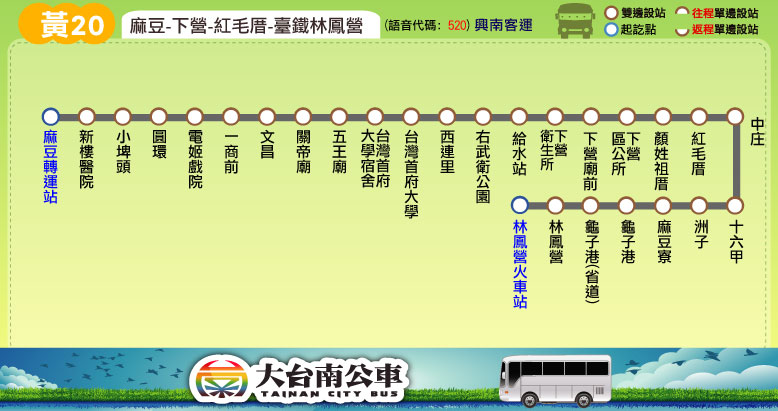 黃20
麻豆-下營-紅毛厝-臺鐵林鳳營
(語音代碼: 520) 興南客運
雙邊設站
往程單邊設站
起訖點
返程單邊設站
麻豆轉運站
新樓醫院
小埤頭
圓環
電姬戲院
一商前
文昌
關帝廟
五王廟
台灣首府
大學宿舍
台灣首府大學
西連里
右武衛公園
給水站
下營
衛生所
下營廟前
下營
區公所
顏姓祖厝
紅毛厝
中庄
十六甲
洲子
麻豆寮
龜子港
龜子港(省道)
林鳳營
林鳳營火車站
大台南公車
TAINAN CITY BUS